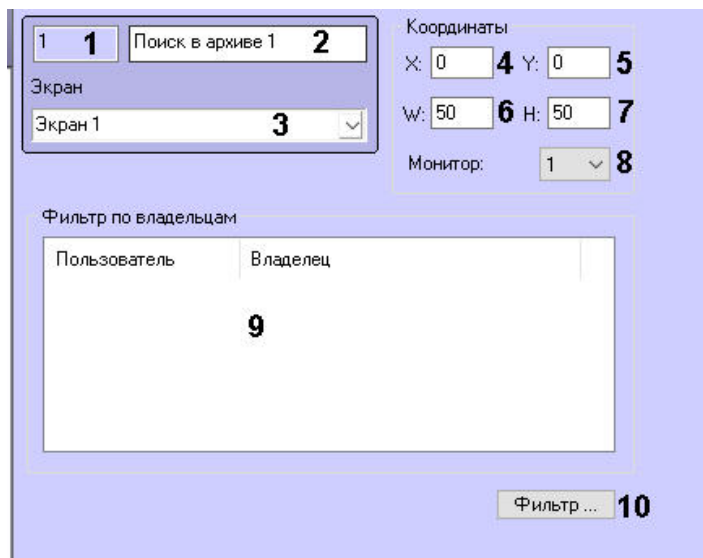 1 1 Поиск в архиве 1 2
Экран
Экран 1 3
Координаты
X: 0 4 Y: 0 5
W: 50 6 H: 50 7
Монитор: 1 8
Фильтр по владельцам
Пользователь Владелец
9
Фильтр ... 10